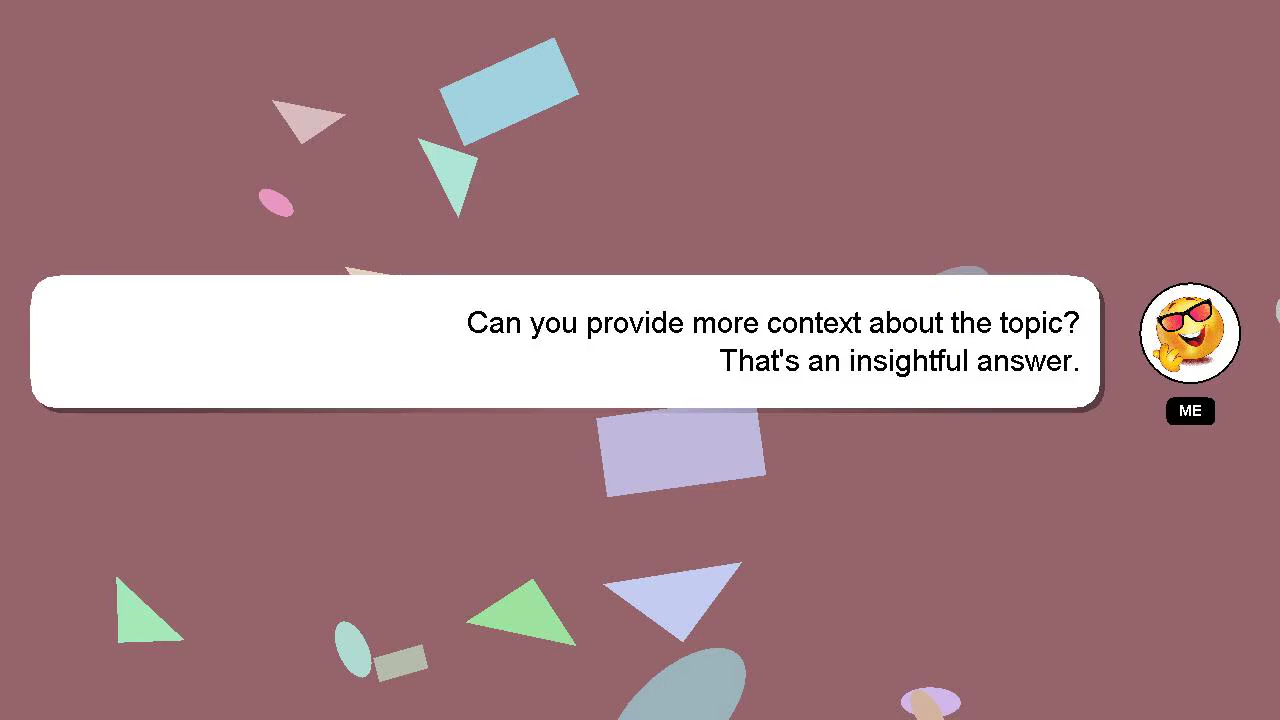 Can you provide more context about the topic?
That's an insightful answer.
ME